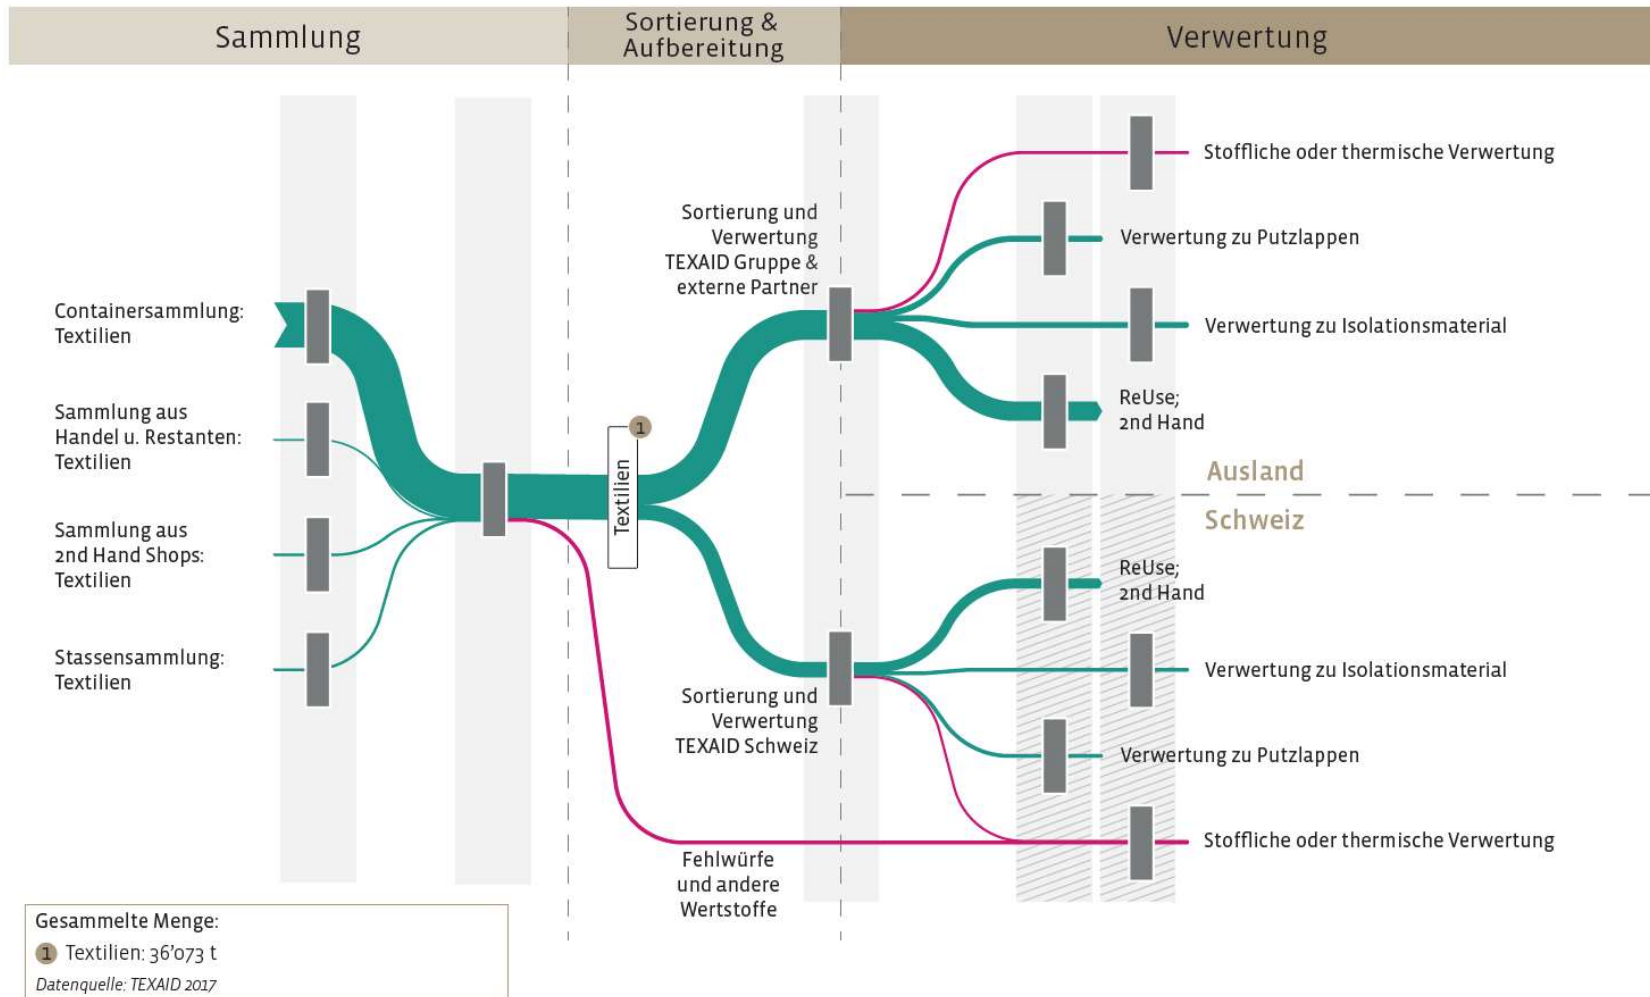 Sammlung
Sortierung &
Aufbereitung
Verwertung
Containersammlung:
Textilien
Sammlung aus
Handel u. Restanten:
Textilien
Sammlung aus
2nd Hand Shops:
Textilien
Stassensammlung:
Textilien
1
Textilien
Sortierung und
Verwertung
TEXAID Gruppe &
externe Partner
Sortierung und
Verwertung
TEXAID Schweiz
Fehlwürfe
und andere
Wertstoffe
Stoffliche oder thermische Verwertung
Verwertung zu Putzlappen
Verwertung zu Isolationsmaterial
ReUse;
2nd Hand
Ausland
Schweiz
ReUse;
2nd Hand
Verwertung zu Isolationsmaterial
Verwertung zu Putzlappen
Stoffliche oder thermische Verwertung
Gesammelte Menge:
1 Textilien: 36'073 t
Datenquelle: TEXAID 2017